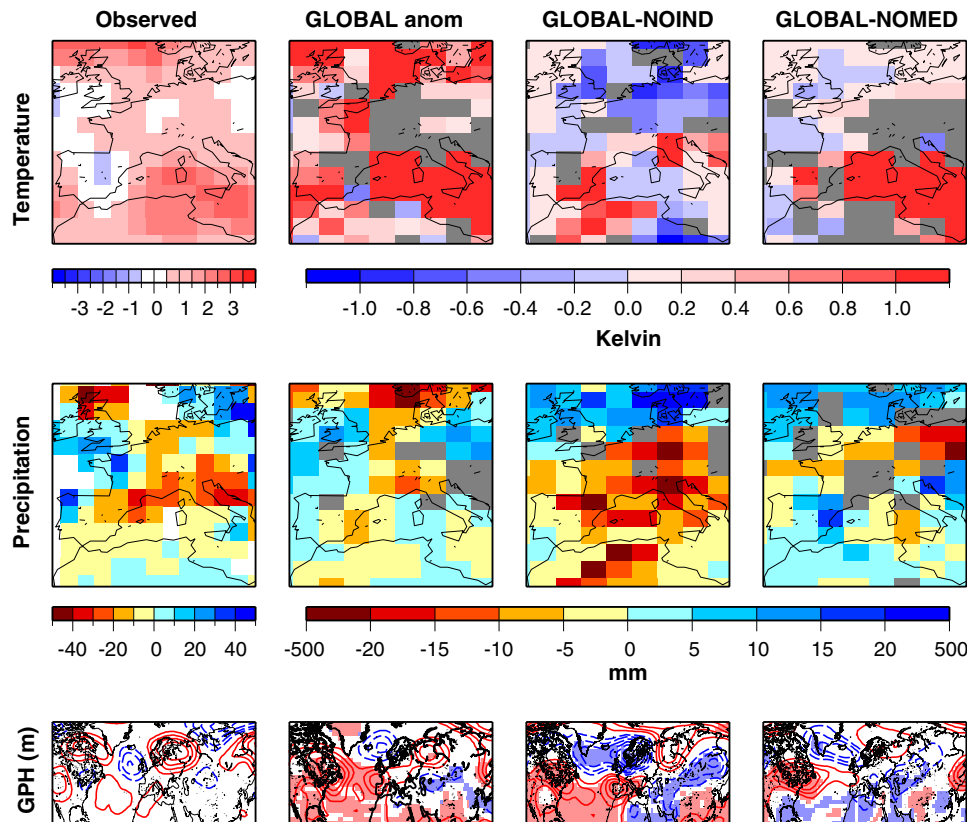 Observed GLOBAL anom GLOBAL-NOIND GLOBAL-NOMED
Temperature
-3 -2 -1 0 1 2 3
-1.0 -0.8 -0.6 -0.4 -0.2 0.0 0.2 0.4 0.6 0.8 1.0
Kelvin
Precipitation
-40 -20 0 20 40
-500 -20 -15 -10 -5 0 5 10 15 20 500
mm
GPH (m)